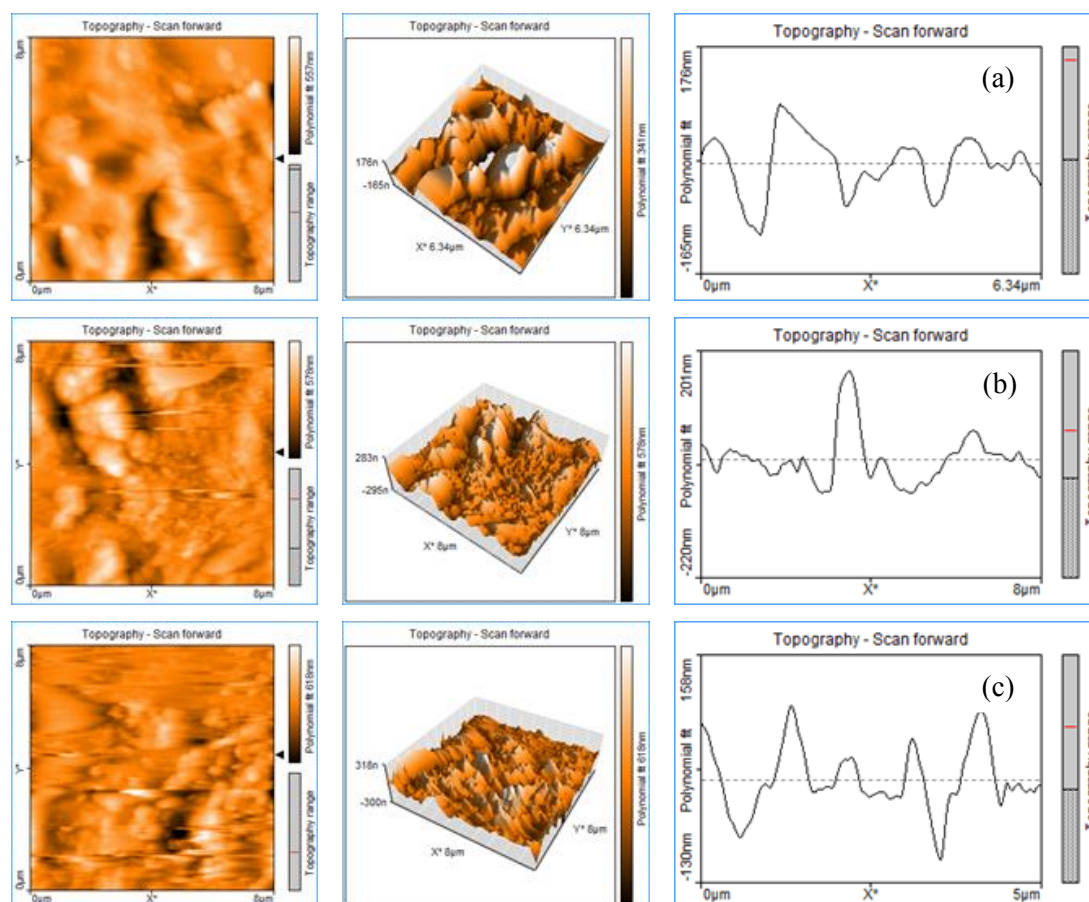 Topography - Scan forward
8µm
Y*
0µm
0µm
X*
8µm
Polynomial fit 557nm
Topography range
Topography - Scan forward
176n
-165n
X* 6.34µm
Y* 6.34µm
Polynomial fit 341nm
Topography - Scan forward
(a)
176nm
Polynomial fit
-165nm
0µm
X*
6.34µm
Topography - Scan forward
8µm
Y*
0µm
0µm
X*
8µm
Polynomial fit 578nm
Topography range
Topography - Scan forward
283n
-295n
X* 8µm
Y* 8µm
Polynomial fit 578nm
Topography - Scan forward
(b)
201nm
Polynomial fit
-220nm
0µm
X*
8µm
Topography - Scan forward
8µm
Y*
0µm
0µm
X*
8µm
Polynomial fit 618nm
Topography range
Topography - Scan forward
318n
-300n
X* 8µm
Y* 8µm
Polynomial fit 618nm
Topography - Scan forward
(c)
158nm
Polynomial fit
-130nm
0µm
X*
5µm